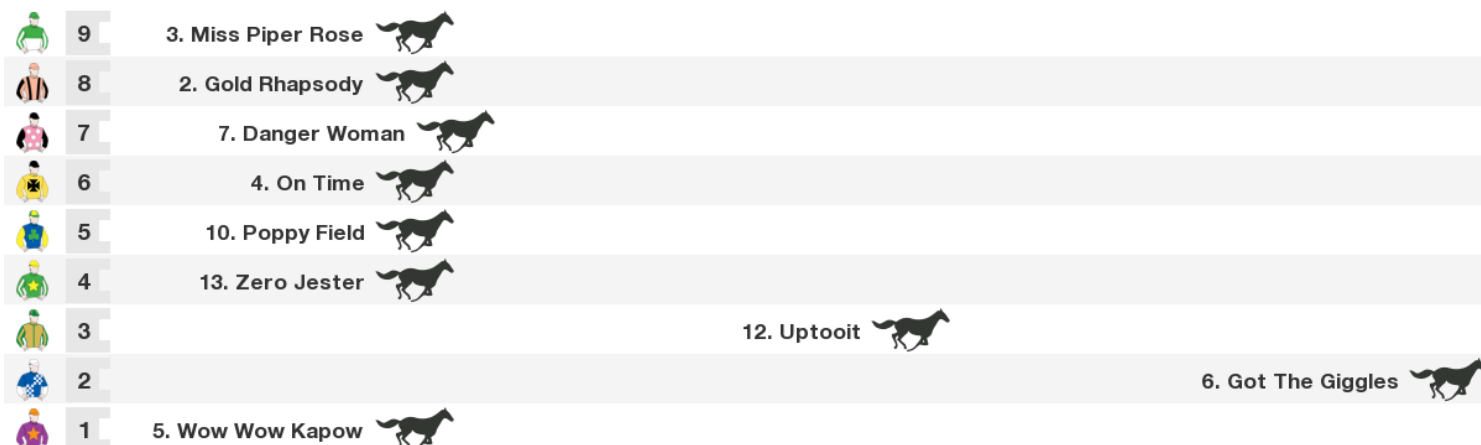 9 3. Miss Piper Rose
8 2. Gold Rhapsody
7 7. Danger Woman
6 4. On Time
5 10. Poppy Field
4 13. Zero Jester
3 12. Uptooit
2 6. Got The Giggles
1 5. Wow Wow Kapow